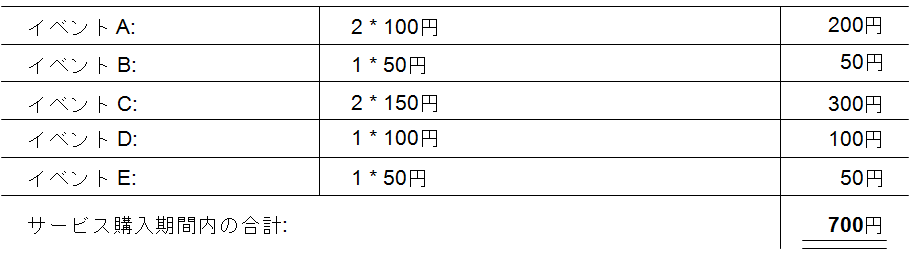 イベント A: 2 * 100円 200円
イベント B: 1 * 50円 50円
イベント C: 2 * 150円 300円
イベント D: 1 * 100円 100円
イベント E: 1 * 50円 50円
サービス購入期間内の合計: 700円